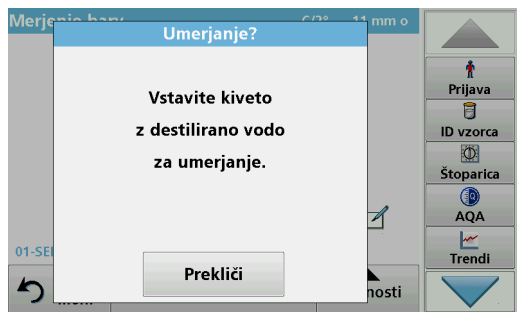 Umerjanje?
Vstavite kiveto
z destilirano vodo
za umerjanje.
Prekliči
Prijava
ID vzorca
Štoparica
AQA
Trendi